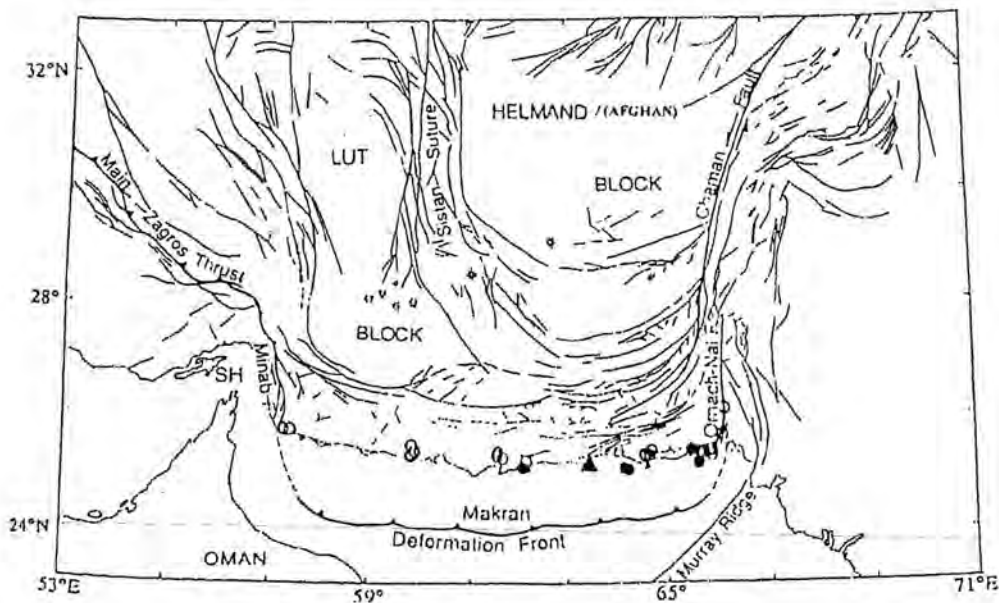 32°N
HELMAND /(AFGHAN)
LUT
BLOCK
Sistan Suture
Chaman Fault
Main Zagros Thrust
28°
BLOCK
SH
Minab
Ornach-Nai F.
Makran
24°N
Deformation Front
Murray Ridge
OMAN
53°E
59°
65°E
71°E